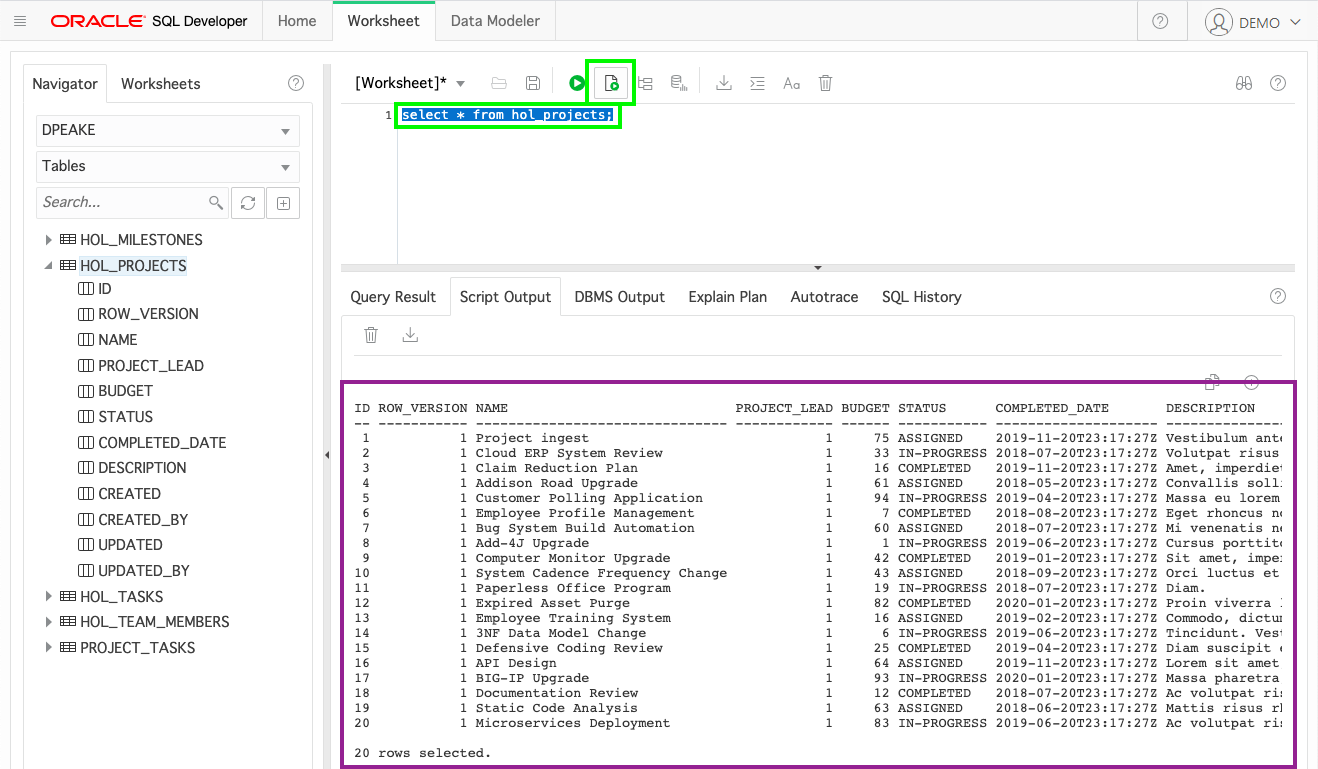 ORACLE SQL Developer Home Worksheet Data Modeler DEMO
Navigator Worksheets
DPEAKE
Tables
Search...
HOL_MILESTONES
HOL_PROJECTS
ID
ROW_VERSION
NAME
PROJECT_LEAD
BUDGET
STATUS
COMPLETED_DATE
DESCRIPTION
CREATED
CREATED_BY
UPDATED
UPDATED_BY
HOL_TASKS
HOL_TEAM_MEMBERS
PROJECT_TASKS
[Worksheet]* Aa
1 select * from hol_projects;
Query Result Script Output DBMS Output Explain Plan Autotrace SQL History
ID ROW_VERSION NAME PROJECT_LEAD BUDGET STATUS COMPLETED_DATE DESCRIPTION
-- ----------- ------------------------------- ------------ ------ ----------- -------------------- ---------------
1 1 Project ingest 1 75 ASSIGNED 2019-11-20T23:17:27Z Vestibulum ante
2 1 Cloud ERP System Review 1 33 IN-PROGRESS 2018-07-20T23:17:27Z Volutpat risus
3 1 Claim Reduction Plan 1 16 COMPLETED 2019-11-20T23:17:27Z Amet, imperdiet
4 1 Addison Road Upgrade 1 61 ASSIGNED 2018-05-20T23:17:27Z Convallis solli
5 1 Customer Polling Application 1 94 IN-PROGRESS 2019-04-20T23:17:27Z Massa eu lorem
6 1 Employee Profile Management 1 7 COMPLETED 2018-08-20T23:17:27Z Eget rhoncus no
7 1 Bug System Build Automation 1 60 ASSIGNED 2018-07-20T23:17:27Z Mi venenatis ne
8 1 Add-4J Upgrade 1 1 IN-PROGRESS 2019-06-20T23:17:27Z Cursus porttito
9 1 Computer Monitor Upgrade 1 42 COMPLETED 2019-01-20T23:17:27Z Sit amet, imper
10 1 System Cadence Frequency Change 1 43 ASSIGNED 2018-09-20T23:17:27Z Orci luctus et
11 1 Paperless Office Program 1 19 IN-PROGRESS 2018-07-20T23:17:27Z Diam.
12 1 Expired Asset Purge 1 82 COMPLETED 2020-01-20T23:17:27Z Proin viverra
13 1 Employee Training System 1 16 ASSIGNED 2019-02-20T23:17:27Z Commodo, dictum
14 1 3NF Data Model Change 1 6 IN-PROGRESS 2019-06-20T23:17:27Z Tincidunt. Vest
15 1 Defensive Coding Review 1 25 COMPLETED 2019-04-20T23:17:27Z Diam suscipit
16 1 API Design 1 64 ASSIGNED 2019-11-20T23:17:27Z Lorem sit amet
17 1 BIG-IP Upgrade 1 93 IN-PROGRESS 2020-01-20T23:17:27Z Massa pharetra
18 1 Documentation Review 1 12 COMPLETED 2018-07-20T23:17:27Z Ac volutpat ris
19 1 Static Code Analysis 1 63 ASSIGNED 2018-05-20T23:17:27Z Mattis risus
20 1 Microservices Deployment 1 83 IN-PROGRESS 2019-06-20T23:17:27Z Ac volutpat ris
20 rows selected.